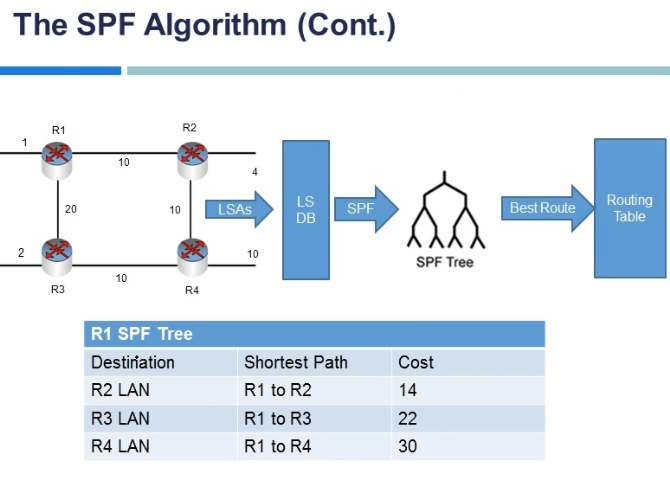 The SPF Algorithm (Cont.)
R1
R2
1
10
4
20
10
LSAs
LS
DB
SPF
SPF Tree
Best Route
Routing
Table
2
10
10
R3
R4
R1 SPF Tree
Destination Shortest Path Cost
R2 LAN R1 to R2 14
R3 LAN R1 to R3 22
R4 LAN R1 to R4 30